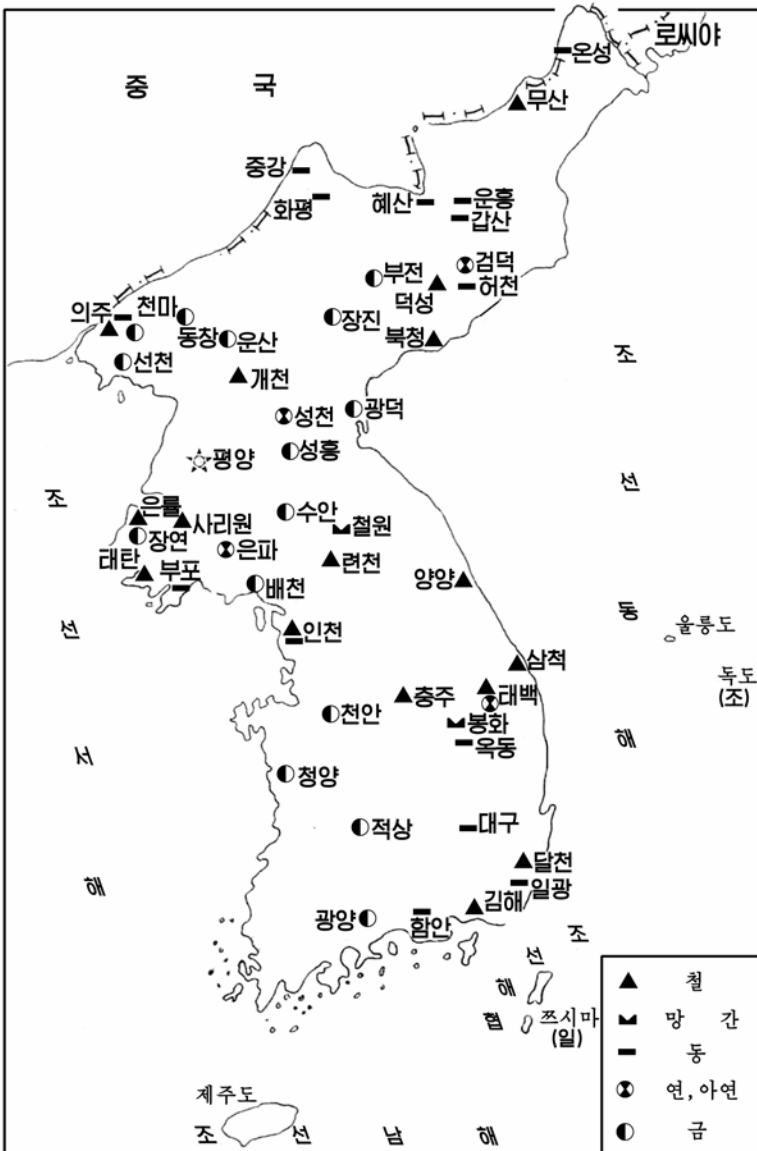 로씨야
온성
중 국
무산
중강
화평
혜산
운흥
갑산
검덕
부전
허천
덕성
의주
천마
장진
동창
운산
북청
선천
개천
조
성천
광덕
성흥
평양
선
조
은률
사리원
수안
철원
장연
은파
련천
태탄
부포
배천
양양
동
울릉도
선
인천
삼척
독도
(조)
태백
충주
천안
봉화
해
옥동
서
청양
적상
대구
달천
일광
해
김해
광양
함안
조
선
해
협
쯔시마
(일)
제주도
조 선 남 해
철
망 간
동
연, 아연
금